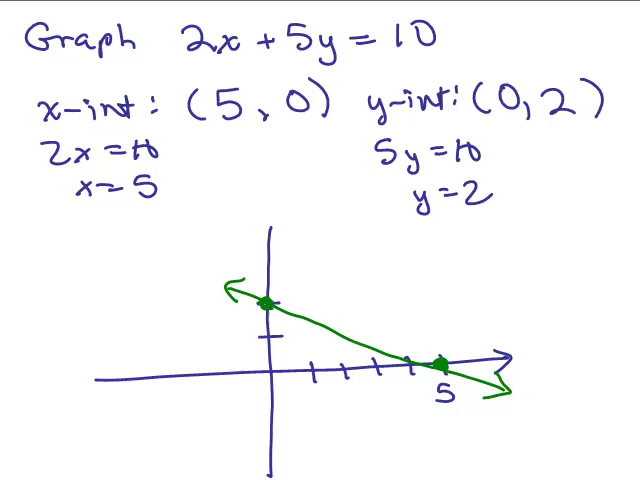 Graph 2x + 5y = 10
x-int: (5, 0) y-int: (0, 2)
2x = 10 5y = 10
x = 5 y = 2
5